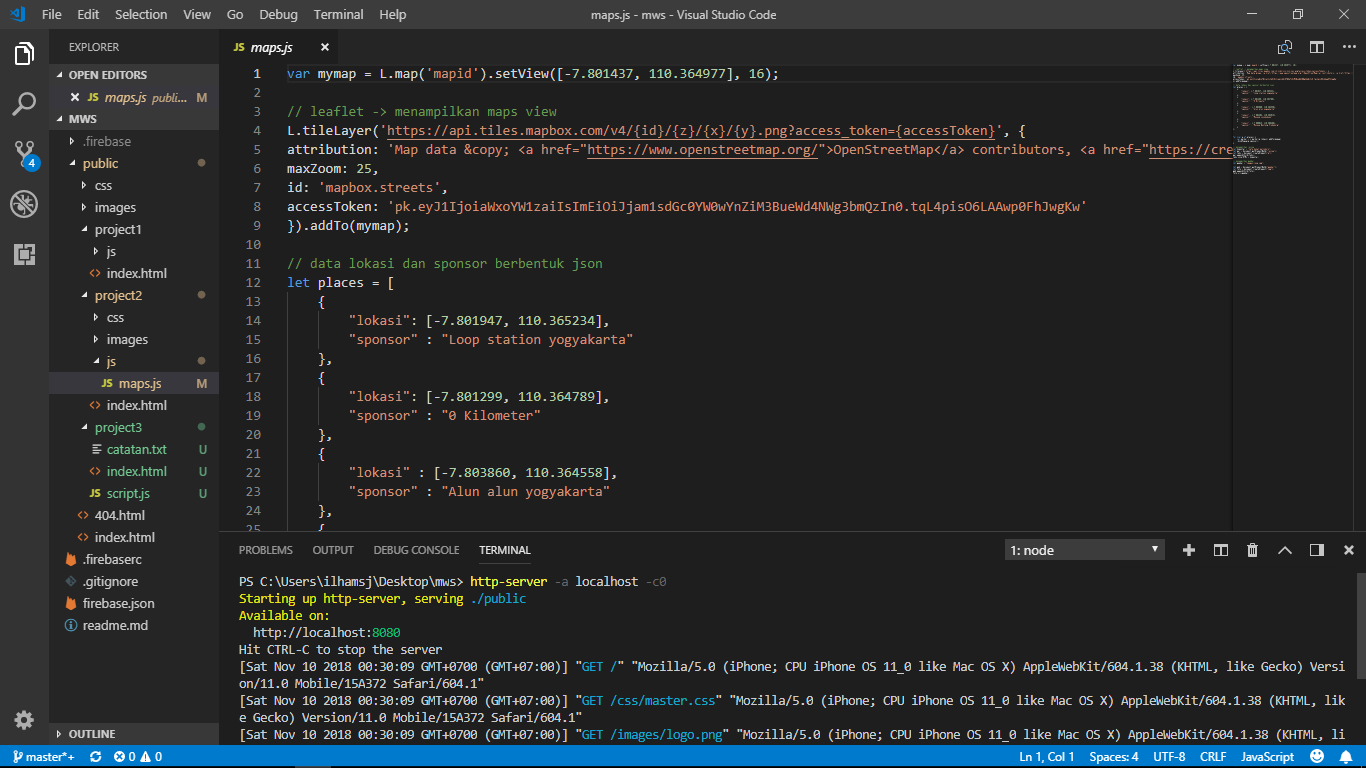 File Edit Selection View Go Debug Terminal Help
maps.js - mws - Visual Studio Code
EXPLORER
OPEN EDITORS
JS maps.js public... M
MWS
.firebase
public
css
images
project1
js
index.html
project2
css
images
js
JS maps.js M
index.html
project3
catatan.txt U
index.html U
JS script.js U
404.html
index.html
.firebaserc
.gitignore
firebase.json
readme.md
OUTLINE
4
JS maps.js
1 var mymap = L.map('mapid').setView([-7.801437, 110.364977], 16);
2
3 // leaflet -> menampilkan maps view
4 L.tileLayer('https://api.tiles.mapbox.com/v4/{id}/{z}/{x}/{y}.png?access_token={accessToken}', {
5 attribution: 'Map data &copy; <a href="https://www.openstreetmap.org/">OpenStreetMap</a> contributors, <a href="https://cre
6 maxZoom: 25,
7 id: 'mapbox.streets',
8 accessToken: 'pk.eyJ1IjoiaWxoYW1zaiIsImEiOiJjam1sdGc0YW0wYnZiM3BueWd4NWg3bmQzIn0.tqL4pisO6LAAwp0FhJwgKw'
9 }).addTo(mymap);
10
11 // data lokasi dan sponsor berbentuk json
12 let places = [
13 {
14 "lokasi": [-7.801947, 110.365234],
15 "sponsor" : "Loop station yogyakarta"
16 },
17 {
18 "lokasi": [-7.801299, 110.364789],
19 "sponsor" : "0 Kilometer"
20 },
21 {
22 "lokasi" : [-7.803860, 110.364558],
23 "sponsor" : "Alun alun yogyakarta"
24 },
25 {
PROBLEMS OUTPUT DEBUG CONSOLE TERMINAL
1: node
PS C:\Users\ilhamsj\Desktop\mws> http-server -a localhost -c0
Starting up http-server, serving ./public
Available on:
http://localhost:8080
Hit CTRL-C to stop the server
[Sat Nov 10 2018 00:30:09 GMT+0700 (GMT+07:00)] "GET /" "Mozilla/5.0 (iPhone; CPU iPhone OS 11_0 like Mac OS X) AppleWebKit/604.1.38 (KHTML, like Gecko) Versi
on/11.0 Mobile/15A372 Safari/604.1"
[Sat Nov 10 2018 00:30:09 GMT+0700 (GMT+07:00)] "GET /css/master.css" "Mozilla/5.0 (iPhone; CPU iPhone OS 11_0 like Mac OS X) AppleWebKit/604.1.38 (KHTML, lik
e Gecko) Version/11.0 Mobile/15A372 Safari/604.1"
[Sat Nov 10 2018 00:30:09 GMT+0700 (GMT+07:00)] "GET /images/logo.png" "Mozilla/5.0 (iPhone; CPU iPhone OS 11_0 like Mac OS X) AppleWebKit/604.1.38 (KHTML, li
master*+ 0 0 Ln 1, Col 1 Spaces: 4 UTF-8 CRLF JavaScript